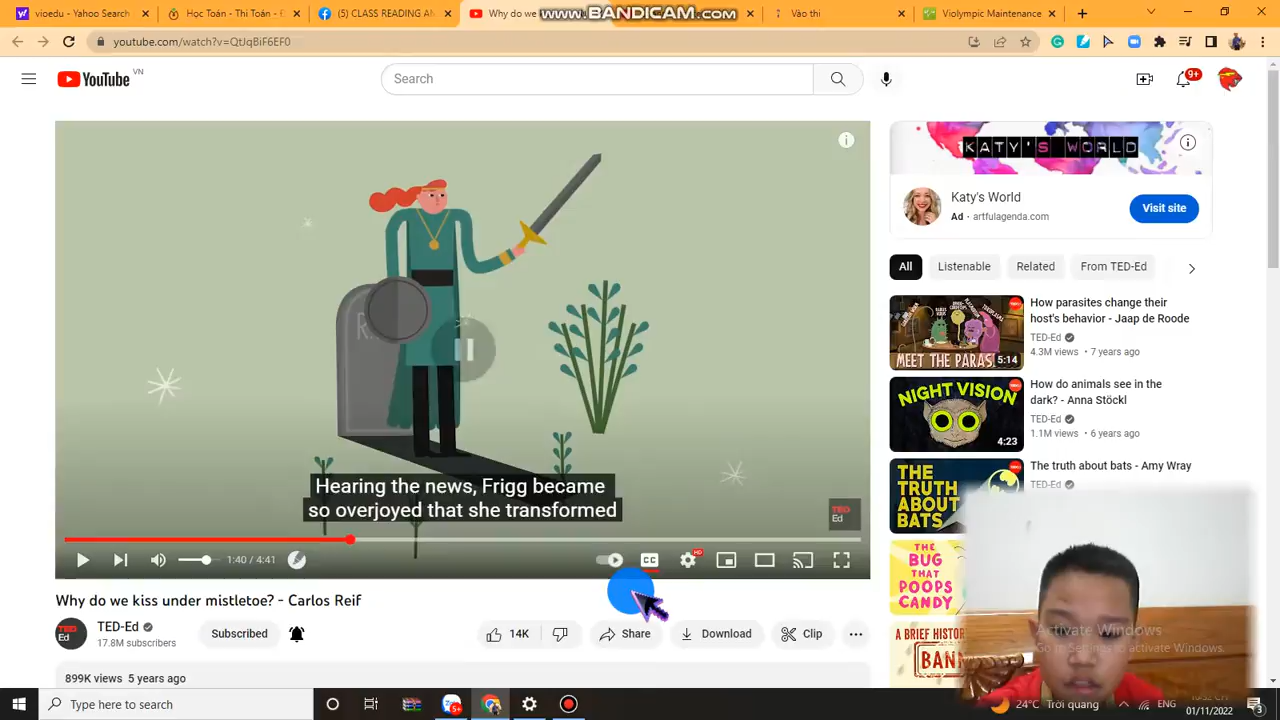 vioedu - Yahoo Search
Học Toán - Thi Toán -
(5) CLASS READING AN
Why do we
WWW.BANDICAM.COM
Vào thi
Violympic Maintenance
youtube.com/watch?v=QtJqBiF6EF0
YouTube VN
Search
9+
KATY'S WORLD
Katy's World
Ad · artfulagenda.com
Visit site
All
Listenable
Related
From TED-Ed
MEET THE PARAS
5:14
How parasites change their
host's behavior - Jaap de Roode
TED-Ed
4.3M views • 7 years ago
NIGHT VISION
4:23
How do animals see in the
dark? - Anna Stöckl
TED-Ed
1.1M views • 6 years ago
THE
TRUTH
ABOUT
BATS
The truth about bats - Amy Wray
TED-Ed
THE
BUG
THAT
POOPS
CANDY
A BRIEF HISTOR
BAN
Hearing the news, Frigg became
so overjoyed that she transformed
TED
Ed
1:40 / 4:41
HD
Why do we kiss under mistletoe? - Carlos Reif
TED
Ed
TED-Ed
17.8M subscribers
Subscribed
14K
Share
Download
Clip
899K views 5 years ago
Activate Windows
Go to Settings to activate Windows.
Type here to search
5+
24°C Trời quang
ENG
01/11/2022
3